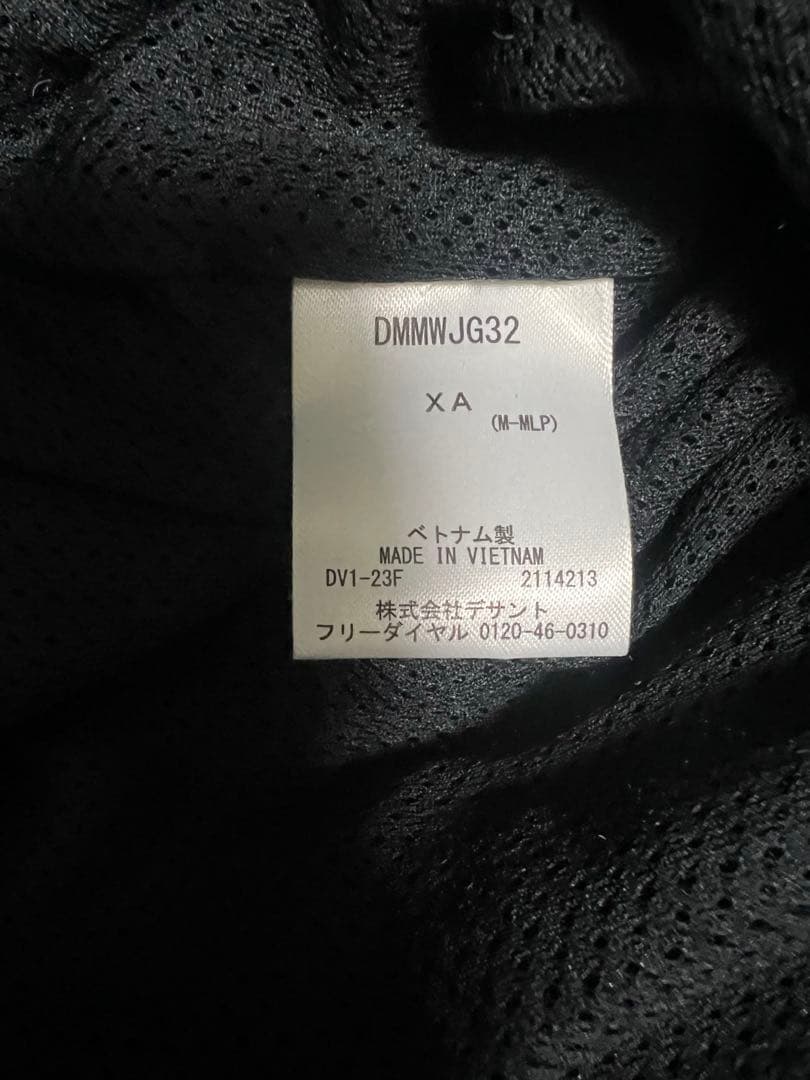 DMMWJG32
XA
(M-MLP)
ベトナム製
MADE IN VIETNAM
DV1-23F 2114213
株式会社デサント
フリーダイヤル 0120-46-0310